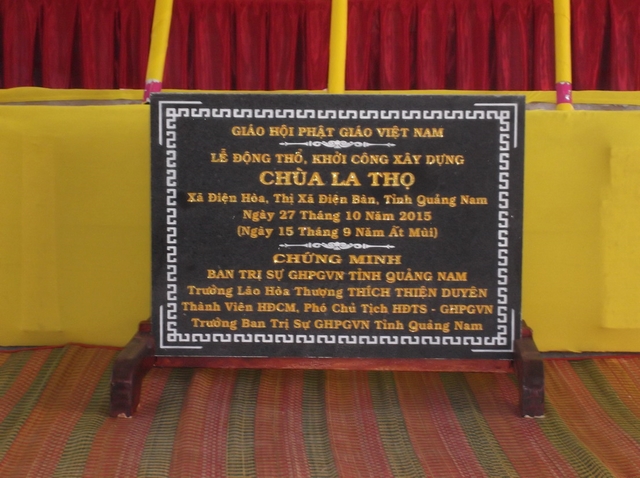 GIÁO HỘI PHẬT GIÁO VIỆT NAM
LỄ ĐỘNG THỔ, KHỞI CÔNG XÂY DỰNG
CHÙA LA THỌ
Xã Điện Hòa, Thị Xã Điện Bàn, Tỉnh Quảng Nam
Ngày 27 Tháng 10 Năm 2015
(Ngày 15 Tháng 9 Năm Ất Mùi)
CHỨNG MINH
BAN TRỊ SỰ GHPGVN TỈNH QUẢNG NAM
Trưởng Lão Hòa Thượng THÍCH THIỆN DUYÊN
Thành Viên HĐCM, Phó Chủ Tịch HĐTS - GHPGVN
Trưởng Ban Trị Sự GHPGVN Tỉnh Quảng Nam